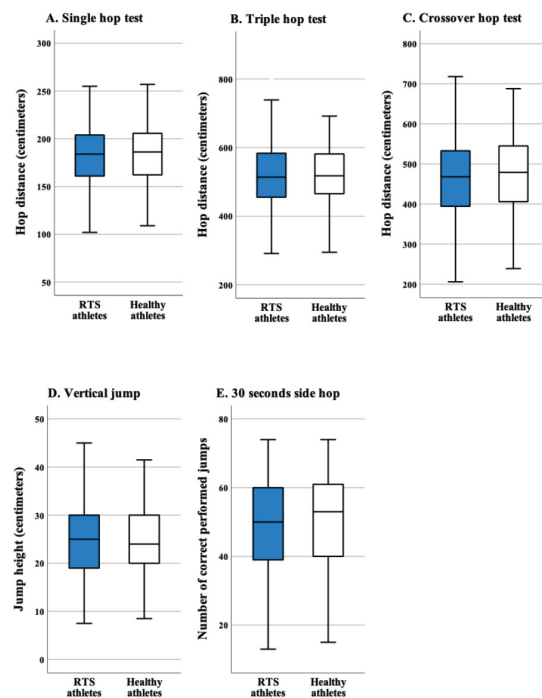 A. Single hop test
Hop distance (centimeters)
300
250
200
150
100
50
RTS
athletes
Healthy
athletes
B. Triple hop test
Hop distance (centimeters)
800
600
400
200
RTS
athletes
Healthy
athletes
C. Crossover hop test
Hop distance (centimeters)
800
700
600
500
400
300
200
RTS
athletes
Healthy
athletes
D. Vertical jump
Jump height (centimeters)
50
40
30
20
10
0
RTS
athletes
Healthy
athletes
E. 30 seconds side hop
Number of correct performed jumps
80
60
40
20
RTS
athletes
Healthy
athletes